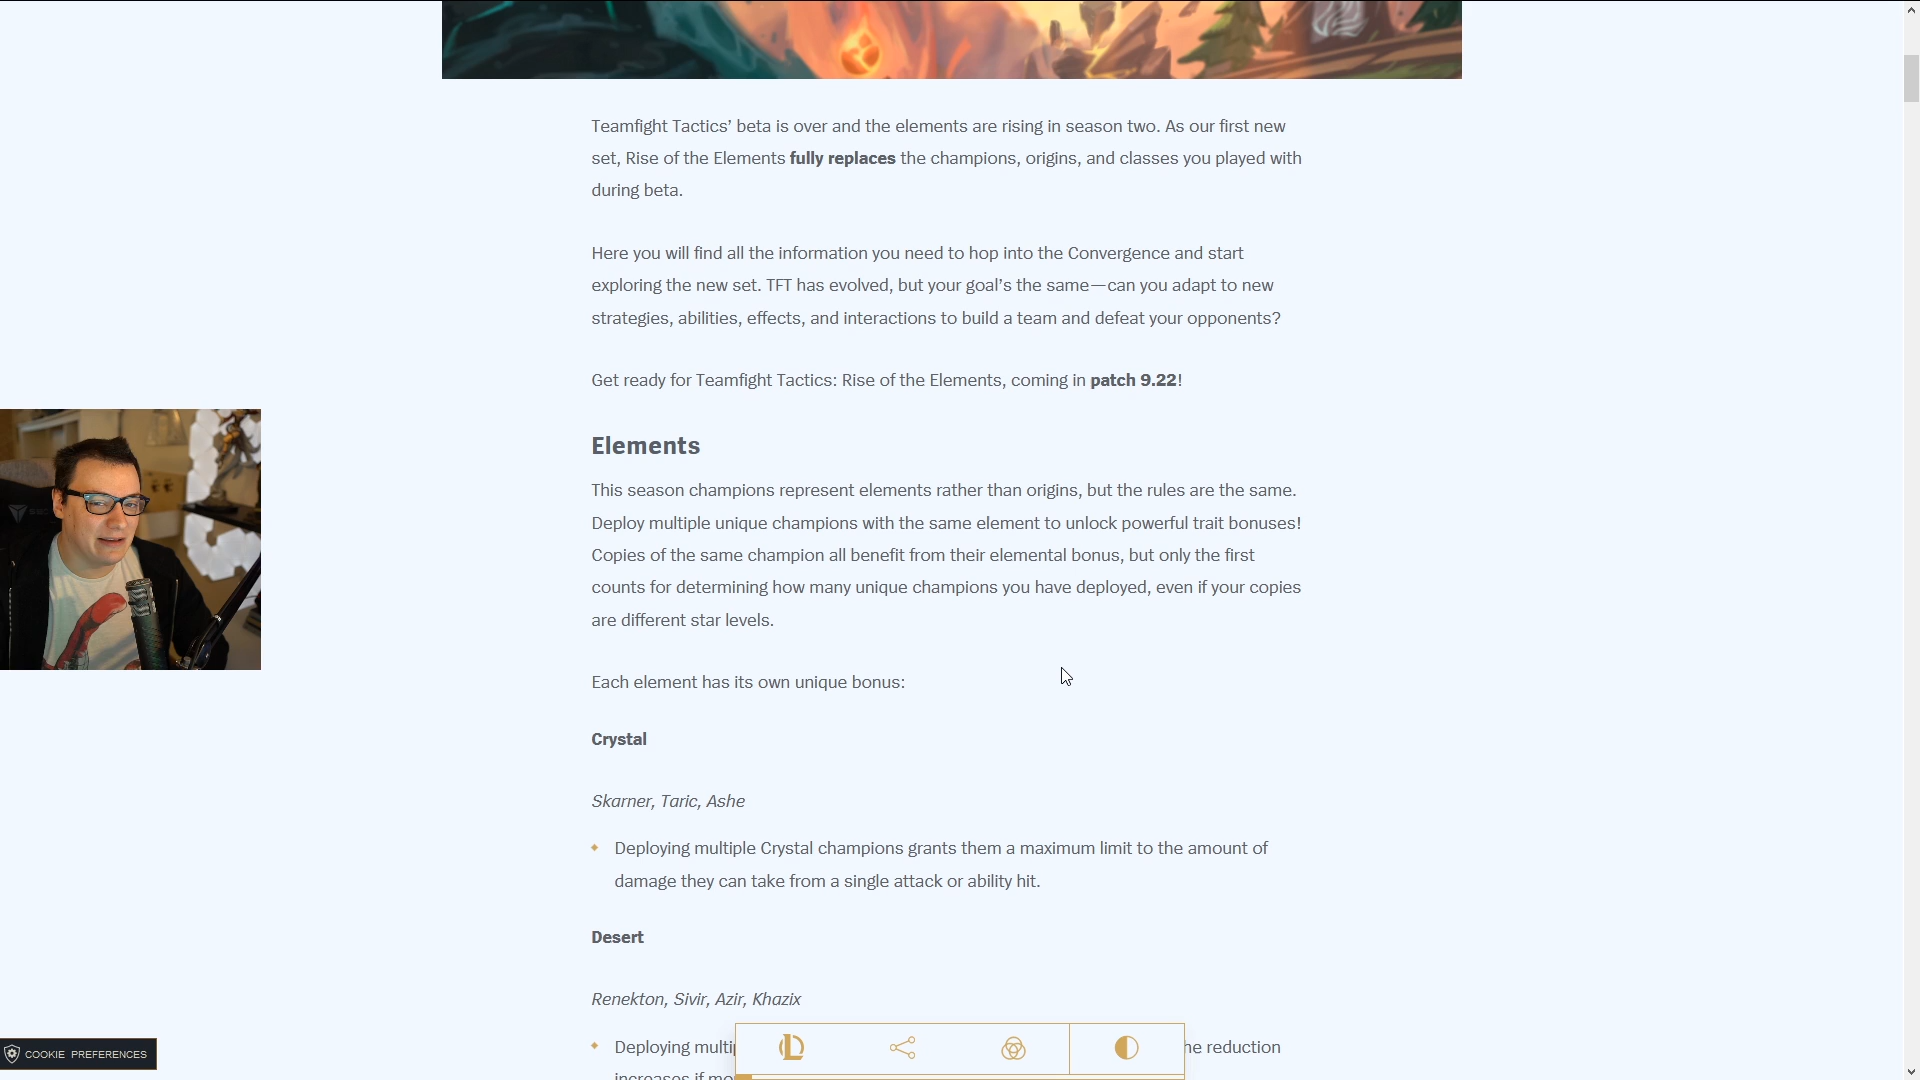 Teamfight Tactics’ beta is over and the elements are rising in season two. As our first new
set, Rise of the Elements fully replaces the champions, origins, and classes you played with
during beta.
Here you will find all the information you need to hop into the Convergence and start
exploring the new set. TFT has evolved, but your goal’s the same—can you adapt to new
strategies, abilities, effects, and interactions to build a team and defeat your opponents?
Get ready for Teamfight Tactics: Rise of the Elements, coming in patch 9.22!
Elements
This season champions represent elements rather than origins, but the rules are the same.
Deploy multiple unique champions with the same element to unlock powerful trait bonuses!
Copies of the same champion all benefit from their elemental bonus, but only the first
counts for determining how many unique champions you have deployed, even if your copies
are different star levels.
Each element has its own unique bonus:
Crystal
Skarner, Taric, Ashe
Deploying multiple Crystal champions grants them a maximum limit to the amount of
damage they can take from a single attack or ability hit.
Desert
Renekton, Sivir, Azir, Khazix
Deploying he reduction
increases if
COOKIE PREFERENCES